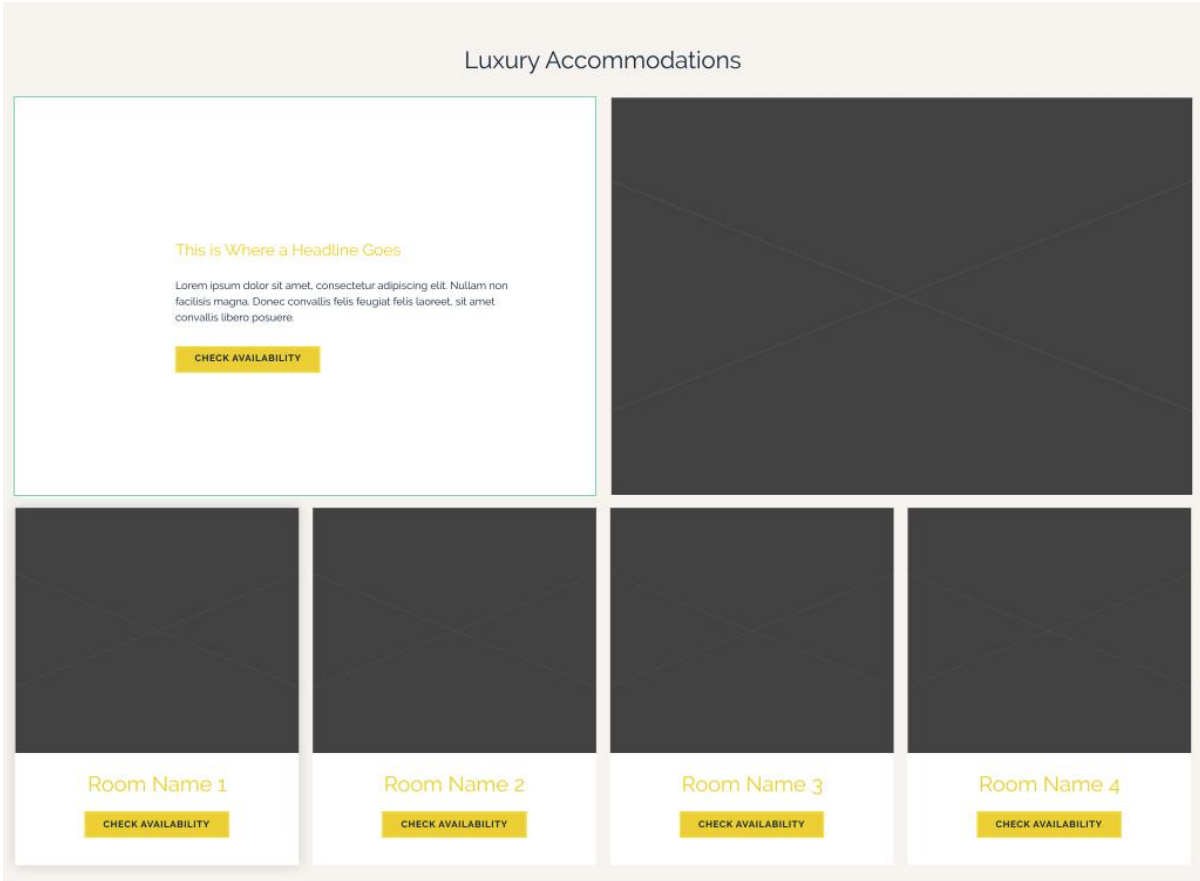 Luxury Accommodations
This is Where a Headline Goes
Lorem ipsum dolor sit amet, consectetur adipiscing elit. Nullam non
facilisis magna. Donec convallis felis feugiat felis laoreet, sit amet
convallis libero posuere.
CHECK AVAILABILITY
Room Name 1
CHECK AVAILABILITY
Room Name 2
CHECK AVAILABILITY
Room Name 3
CHECK AVAILABILITY
Room Name 4
CHECK AVAILABILITY